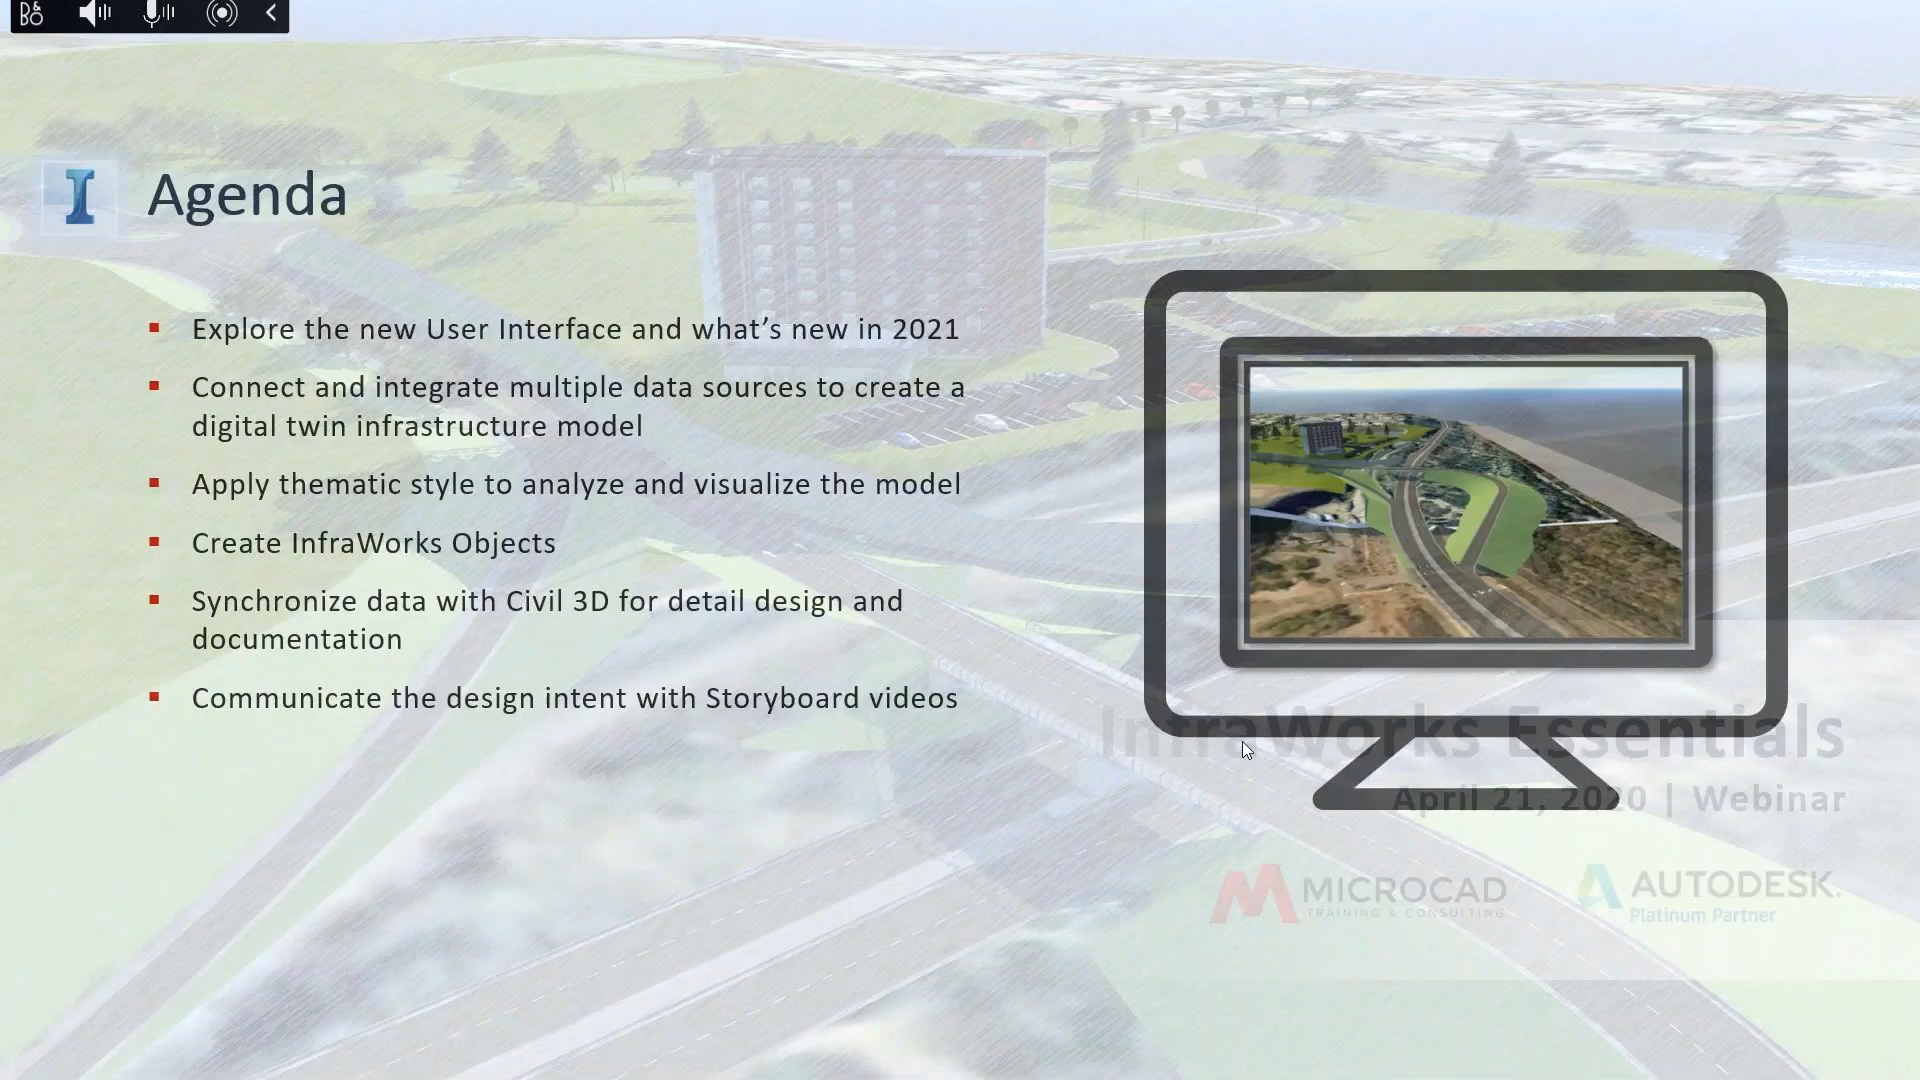 B&O
Agenda
Explore the new User Interface and what’s new in 2021
Connect and integrate multiple data sources to create a
digital twin infrastructure model
Apply thematic style to analyze and visualize the model
Create InfraWorks Objects
Synchronize data with Civil 3D for detail design and
documentation
Communicate the design intent with Storyboard videos
InfraWorks Essentials
April 21, 2020 | Webinar
MICROCAD
TRAINING & CONSULTING
AUTODESK.
Platinum Partner